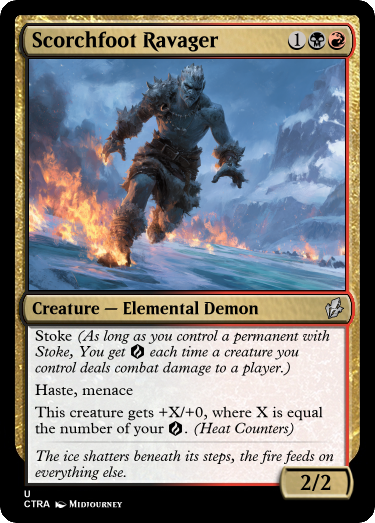 Scorchfoot Ravager 1
Creature — Elemental Demon
Stoke (As long as you control a permanent with
Stoke, You get each time a creature you
control deals combat damage to a player.)
Haste, menace
This creature gets +X/+0, where X is equal
the number of your . (Heat Counters)
The ice shatters beneath its steps, the fire feeds on
everything else.
2/2
U
CTRA Midjourney